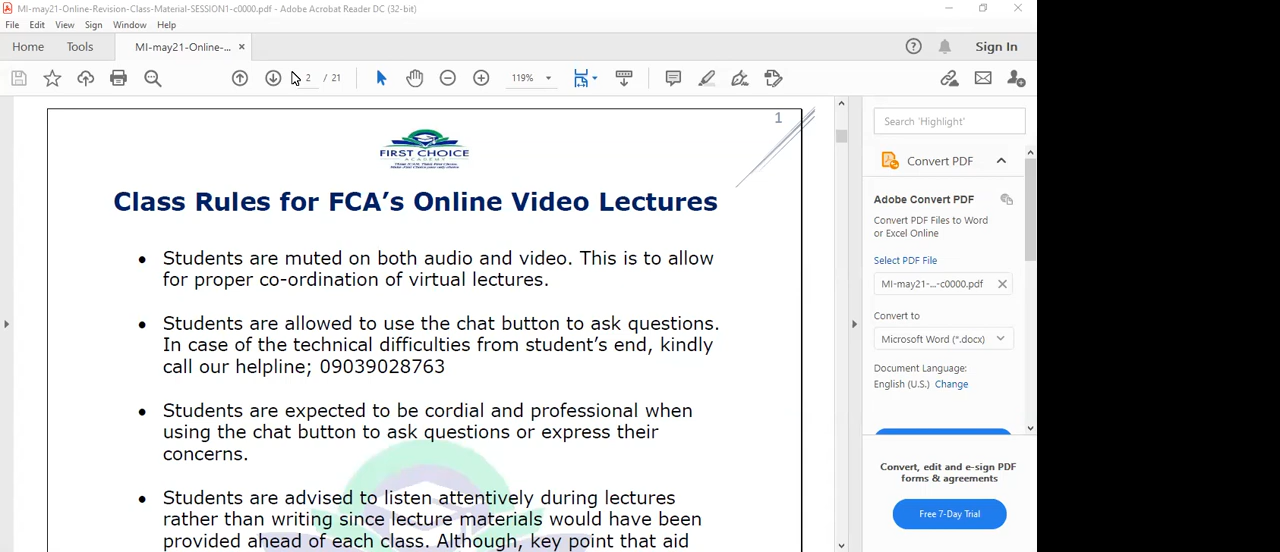 MI-may21-Online-Revision-Class-Material-SESSION1-c0000.pdf - Adobe Acrobat Reader DC (32-bit)
File Edit View Sign Window Help
Home Tools MI-may21-Online-... × Sign In
2 / 21 119%
1
FIRST CHOICE
ACADEMY
Class Rules for FCA's Online Video Lectures
• Students are muted on both audio and video. This is to allow
for proper co-ordination of virtual lectures.
• Students are allowed to use the chat button to ask questions.
In case of the technical difficulties from student's end, kindly
call our helpline; 09039028763
• Students are expected to be cordial and professional when
using the chat button to ask questions or express their
concerns.
• Students are advised to listen attentively during lectures
rather than writing since lecture materials would have been
provided ahead of each class. Although, key point that aid
Search 'Highlight'
Convert PDF
Adobe Convert PDF
Convert PDF Files to Word
or Excel Online
Select PDF File
MI-may21-...-c0000.pdf
Convert to
Microsoft Word (*.docx)
Document Language:
English (U.S.) Change
Convert, edit and e-sign PDF
forms & agreements
Free 7-Day Trial